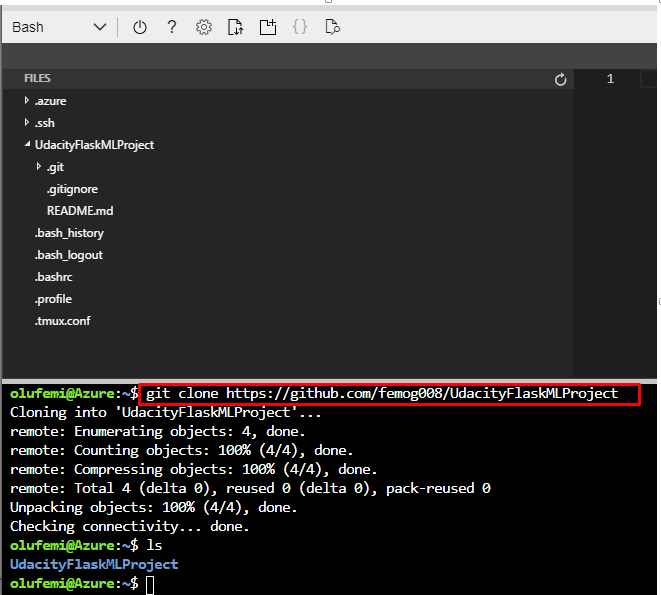 Bash
?
{}
FILES
1
.azure
.ssh
UdacityFlaskMLProject
.git
.gitignore
README.md
.bash_history
.bash_logout
.bashrc
.profile
.tmux.conf
olufemi@Azure:~$ git clone https://github.com/femog008/UdacityFlaskMLProject
Cloning into 'UdacityFlaskMLProject'...
remote: Enumerating objects: 4, done.
remote: Counting objects: 100% (4/4), done.
remote: Compressing objects: 100% (4/4), done.
remote: Total 4 (delta 0), reused 0 (delta 0), pack-reused 0
Unpacking objects: 100% (4/4), done.
Checking connectivity... done.
olufemi@Azure:~$ ls
UdacityFlaskMLProject
olufemi@Azure:~$